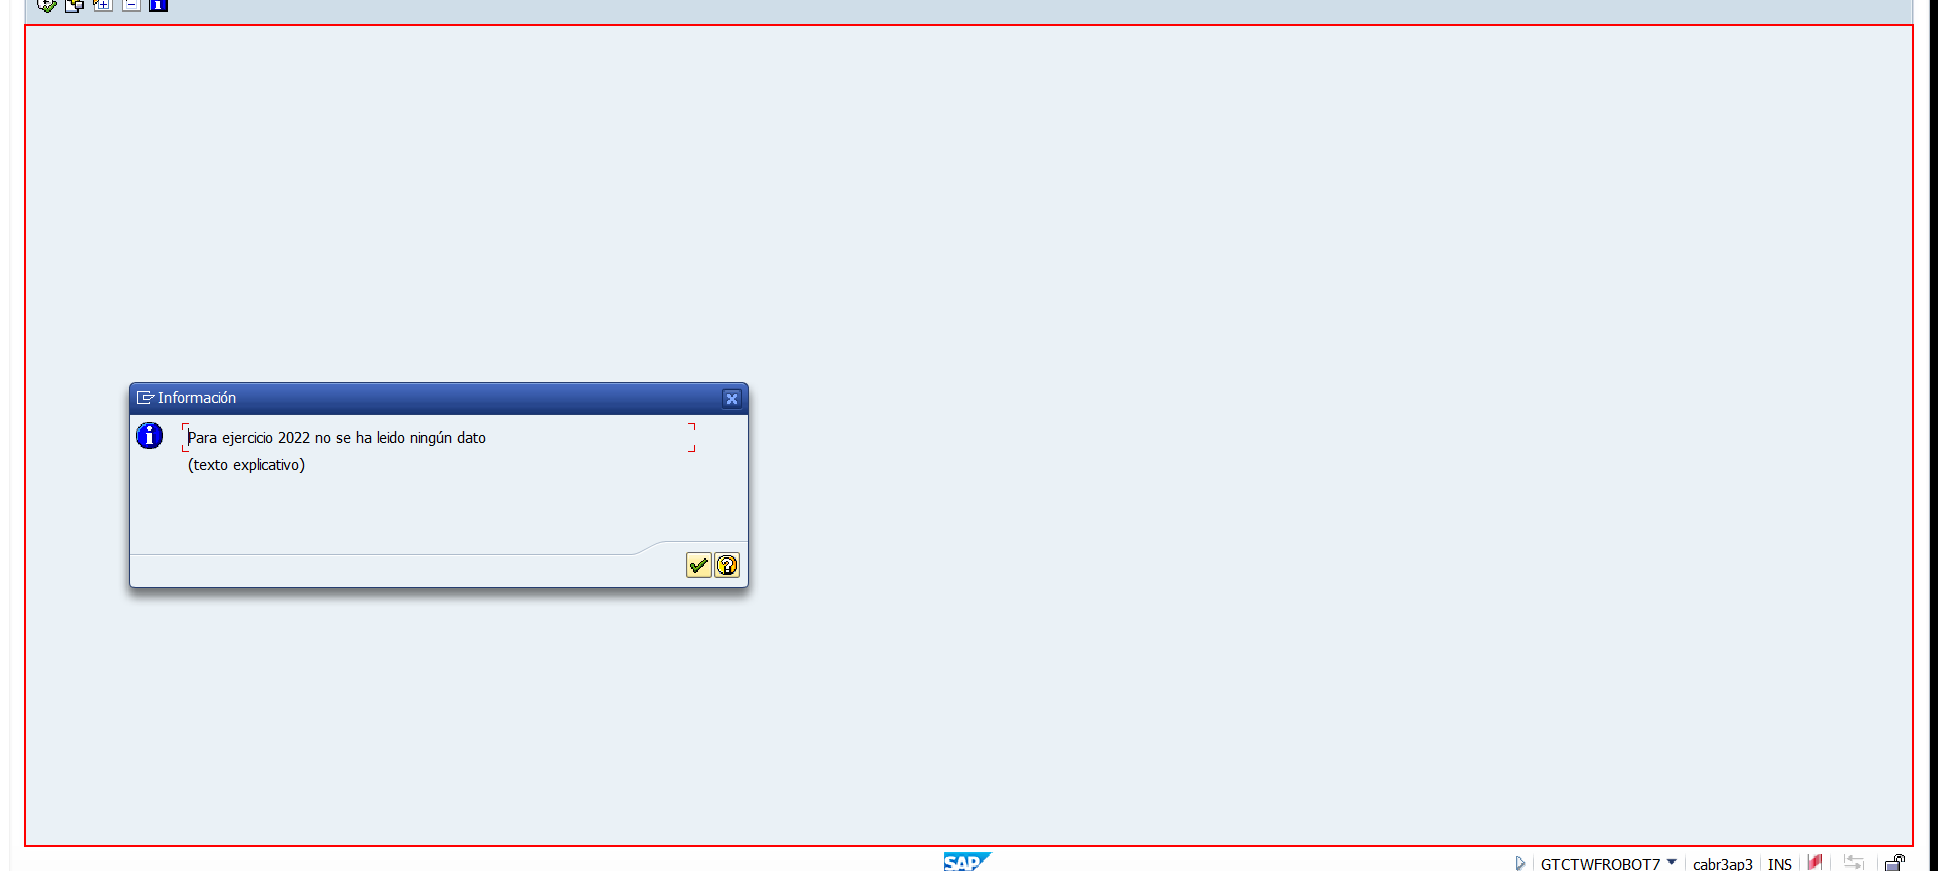 Información
Para ejercicio 2022 no se ha leido ningún dato
(texto explicativo)
SAP
GTCTWFROBOT7
cabr3ap3
INS